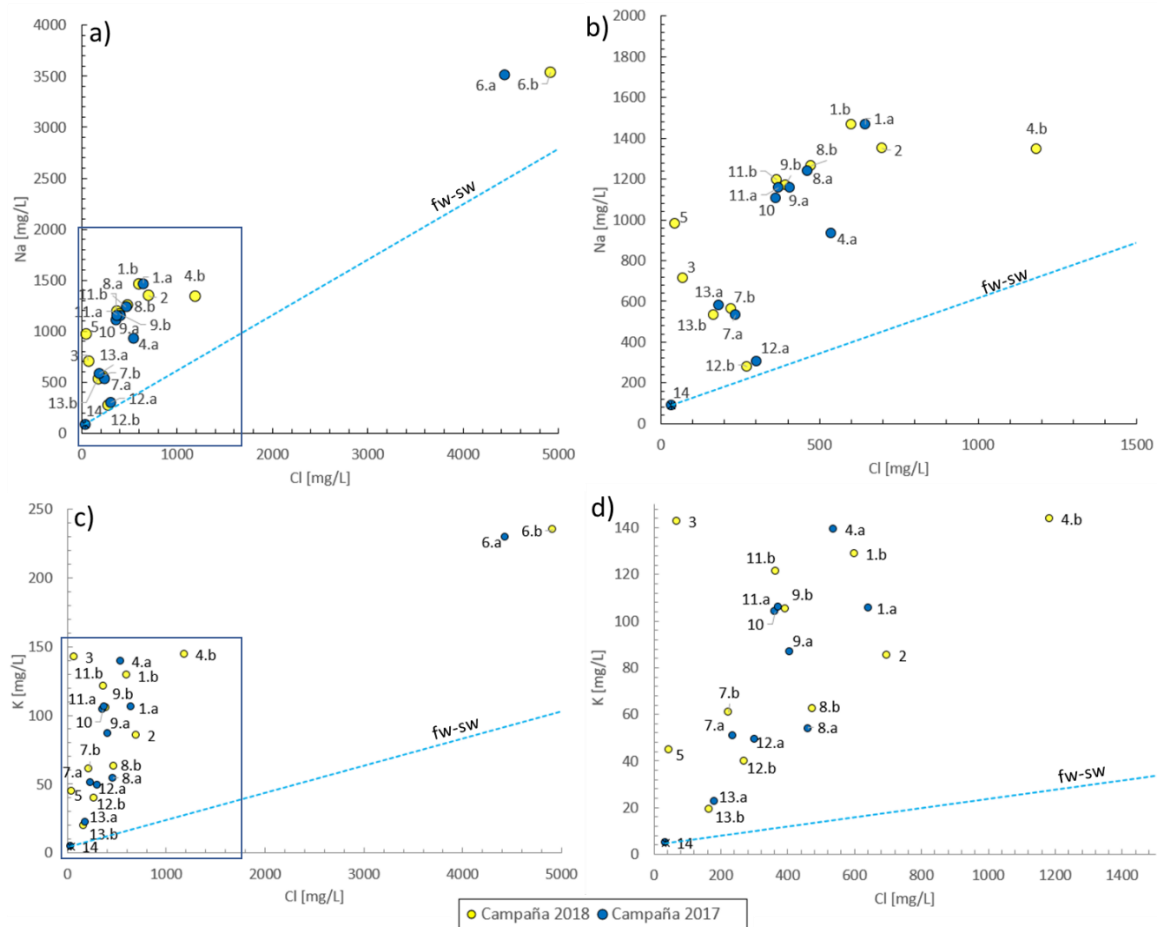 a)
4000
3500
3000
2500
2000
1500
1000
500
0
Na [mg/L]
6.a
6.b
fw-sw
1.b
1.a
4.b
8.a
11.b
2
11.a
8.b
5
9.b
10
9.a
4.a
3
13.a
7.b
7.a
13.b
14
12.a
12.b
0 1000 2000 3000 4000 5000
Cl [mg/L]
b)
2000
1800
1600
1400
1200
1000
800
600
400
200
0
Na [mg/L]
1.b
1.a
4.b
2
8.b
9.b
11.b
8.a
11.a
9.a
10
5
4.a
3
13.a
7.b
13.b
7.a
12.a
12.b
14
fw-sw
0 500 1000 1500
Cl [mg/L]
c)
250
200
150
100
50
0
K [mg/L]
6.a
6.b
3
4.a
4.b
11.b
1.b
9.b
11.a
1.a
10
9.a
2
7.b
8.b
7.a
8.a
5
12.a
12.b
13.a
13.b
14
fw-sw
0 1000 2000 3000 4000 5000
Cl [mg/L]
d)
140
120
100
80
60
40
20
0
K [mg/L]
3
4.a
4.b
1.b
11.b
9.b
11.a
1.a
10
9.a
2
7.b
8.b
7.a
8.a
12.a
5
12.b
13.a
13.b
14
fw-sw
0 200 400 600 800 1000 1200 1400
Cl [mg/L]
Campaña 2018 Campaña 2017